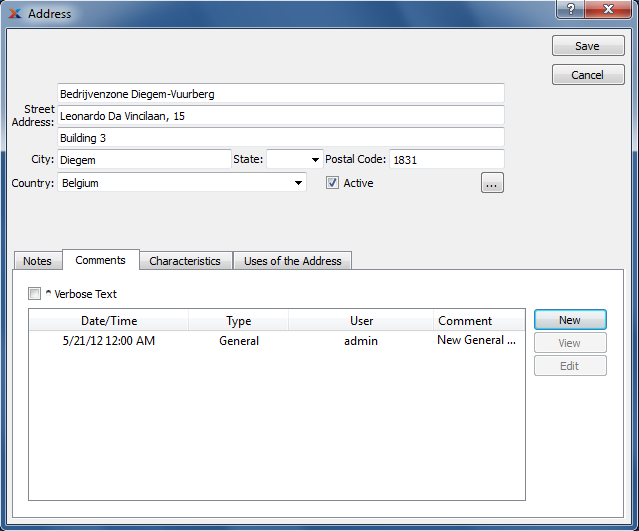 Address
Save
Cancel
Bedrijvenzone Diegem-Vuurberg
Street Address: Leonardo Da Vincilaan, 15
Building 3
City: Diegem State: Postal Code: 1831
Country: Belgium Active ...
Notes Comments Characteristics Uses of the Address
^ Verbose Text
Date/Time Type User Comment
5/21/12 12:00 AM General admin New General ...
New
View
Edit